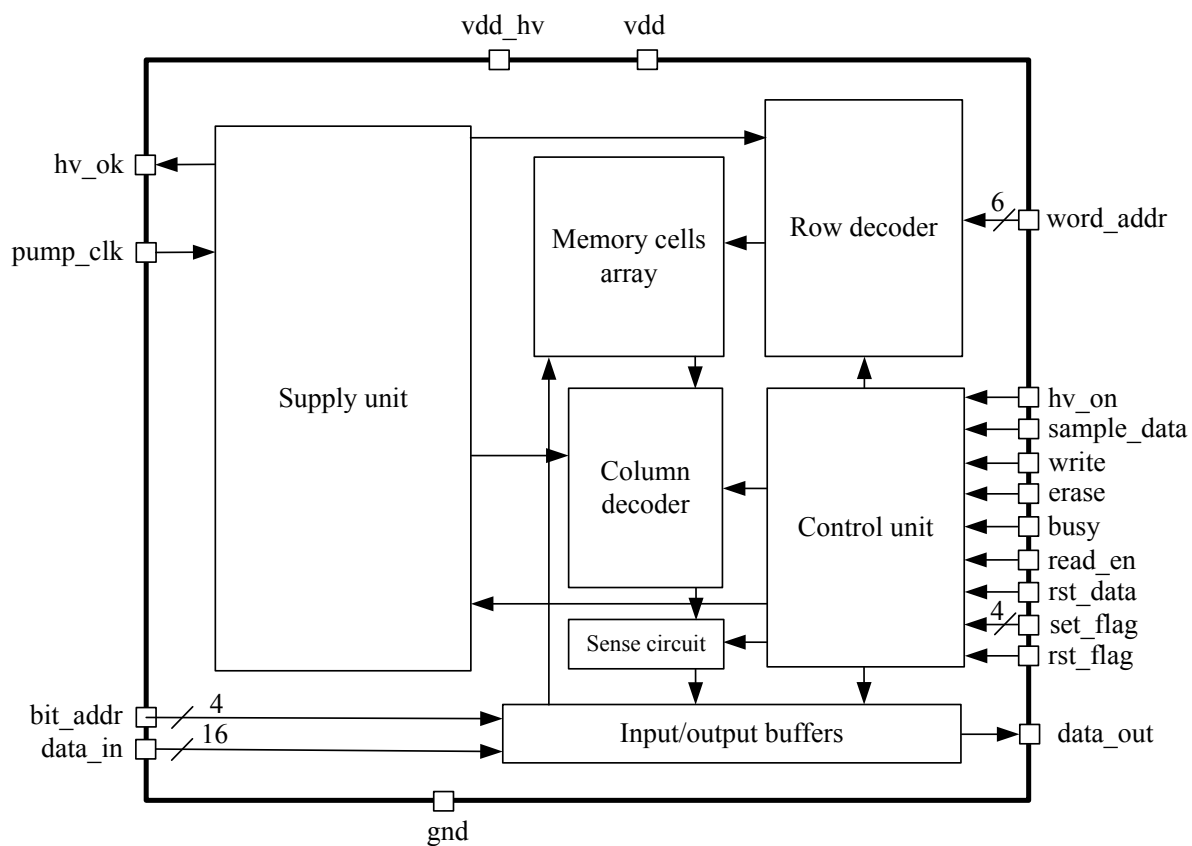 vdd_hv
vdd
hv_ok
pump_clk
Supply unit
Memory cells
array
Row decoder
6
word_addr
Column
decoder
Control unit
hv_on
sample_data
write
erase
busy
read_en
rst_data
4
set_flag
rst_flag
Sense circuit
bit_addr
4
data_in
16
Input/output buffers
data_out
gnd